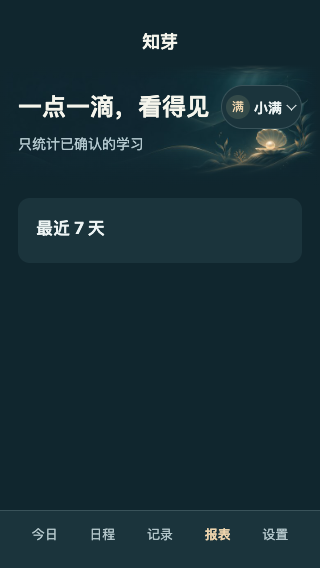 知芽
一点一滴，看得见
满 小满
只统计已确认的学习
最近 7 天
今日 日程 记录 报表 设置